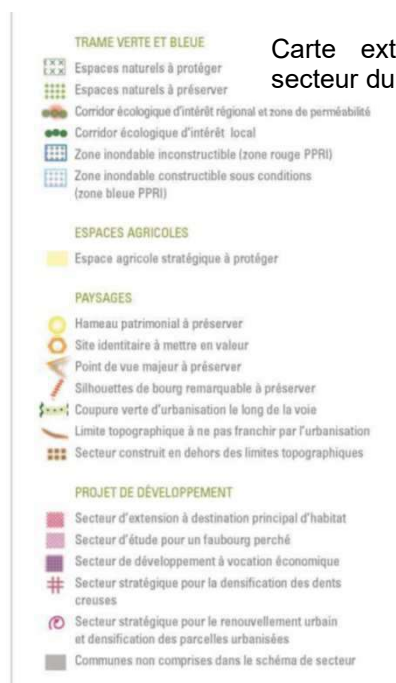 TRAME VERTE ET BLEUE
Espaces naturels à protéger
Espaces naturels à préserver
Corridor écologique d'intérêt régional et zone de perméabilité
Corridor écologique d'intérêt local
Zone inondable inconstructible (zone rouge PPRI)
Zone inondable constructible sous conditions
(zone bleue PPRI)
ESPACES AGRICOLES
Espace agricole stratégique à protéger
PAYSAGES
Hameau patrimonial à préserver
Site identitaire à mettre en valeur
Point de vue majeur à préserver
Silhouettes de bourg remarquable à préserver
Coupure verte d'urbanisation le long de la voie
Limite topographique à ne pas franchir par l'urbanisation
Secteur construit en dehors des limites topographiques
PROJET DE DÉVELOPPEMENT
Secteur d'extension à destination principal d'habitat
Secteur d'étude pour un faubourg perché
Secteur de développement à vocation économique
Secteur stratégique pour la densification des dents
creuses
Secteur stratégique pour le renouvellement urbain
et densification des parcelles urbanisées
Communes non comprises dans le schéma de secteur
Carte ext
secteur du